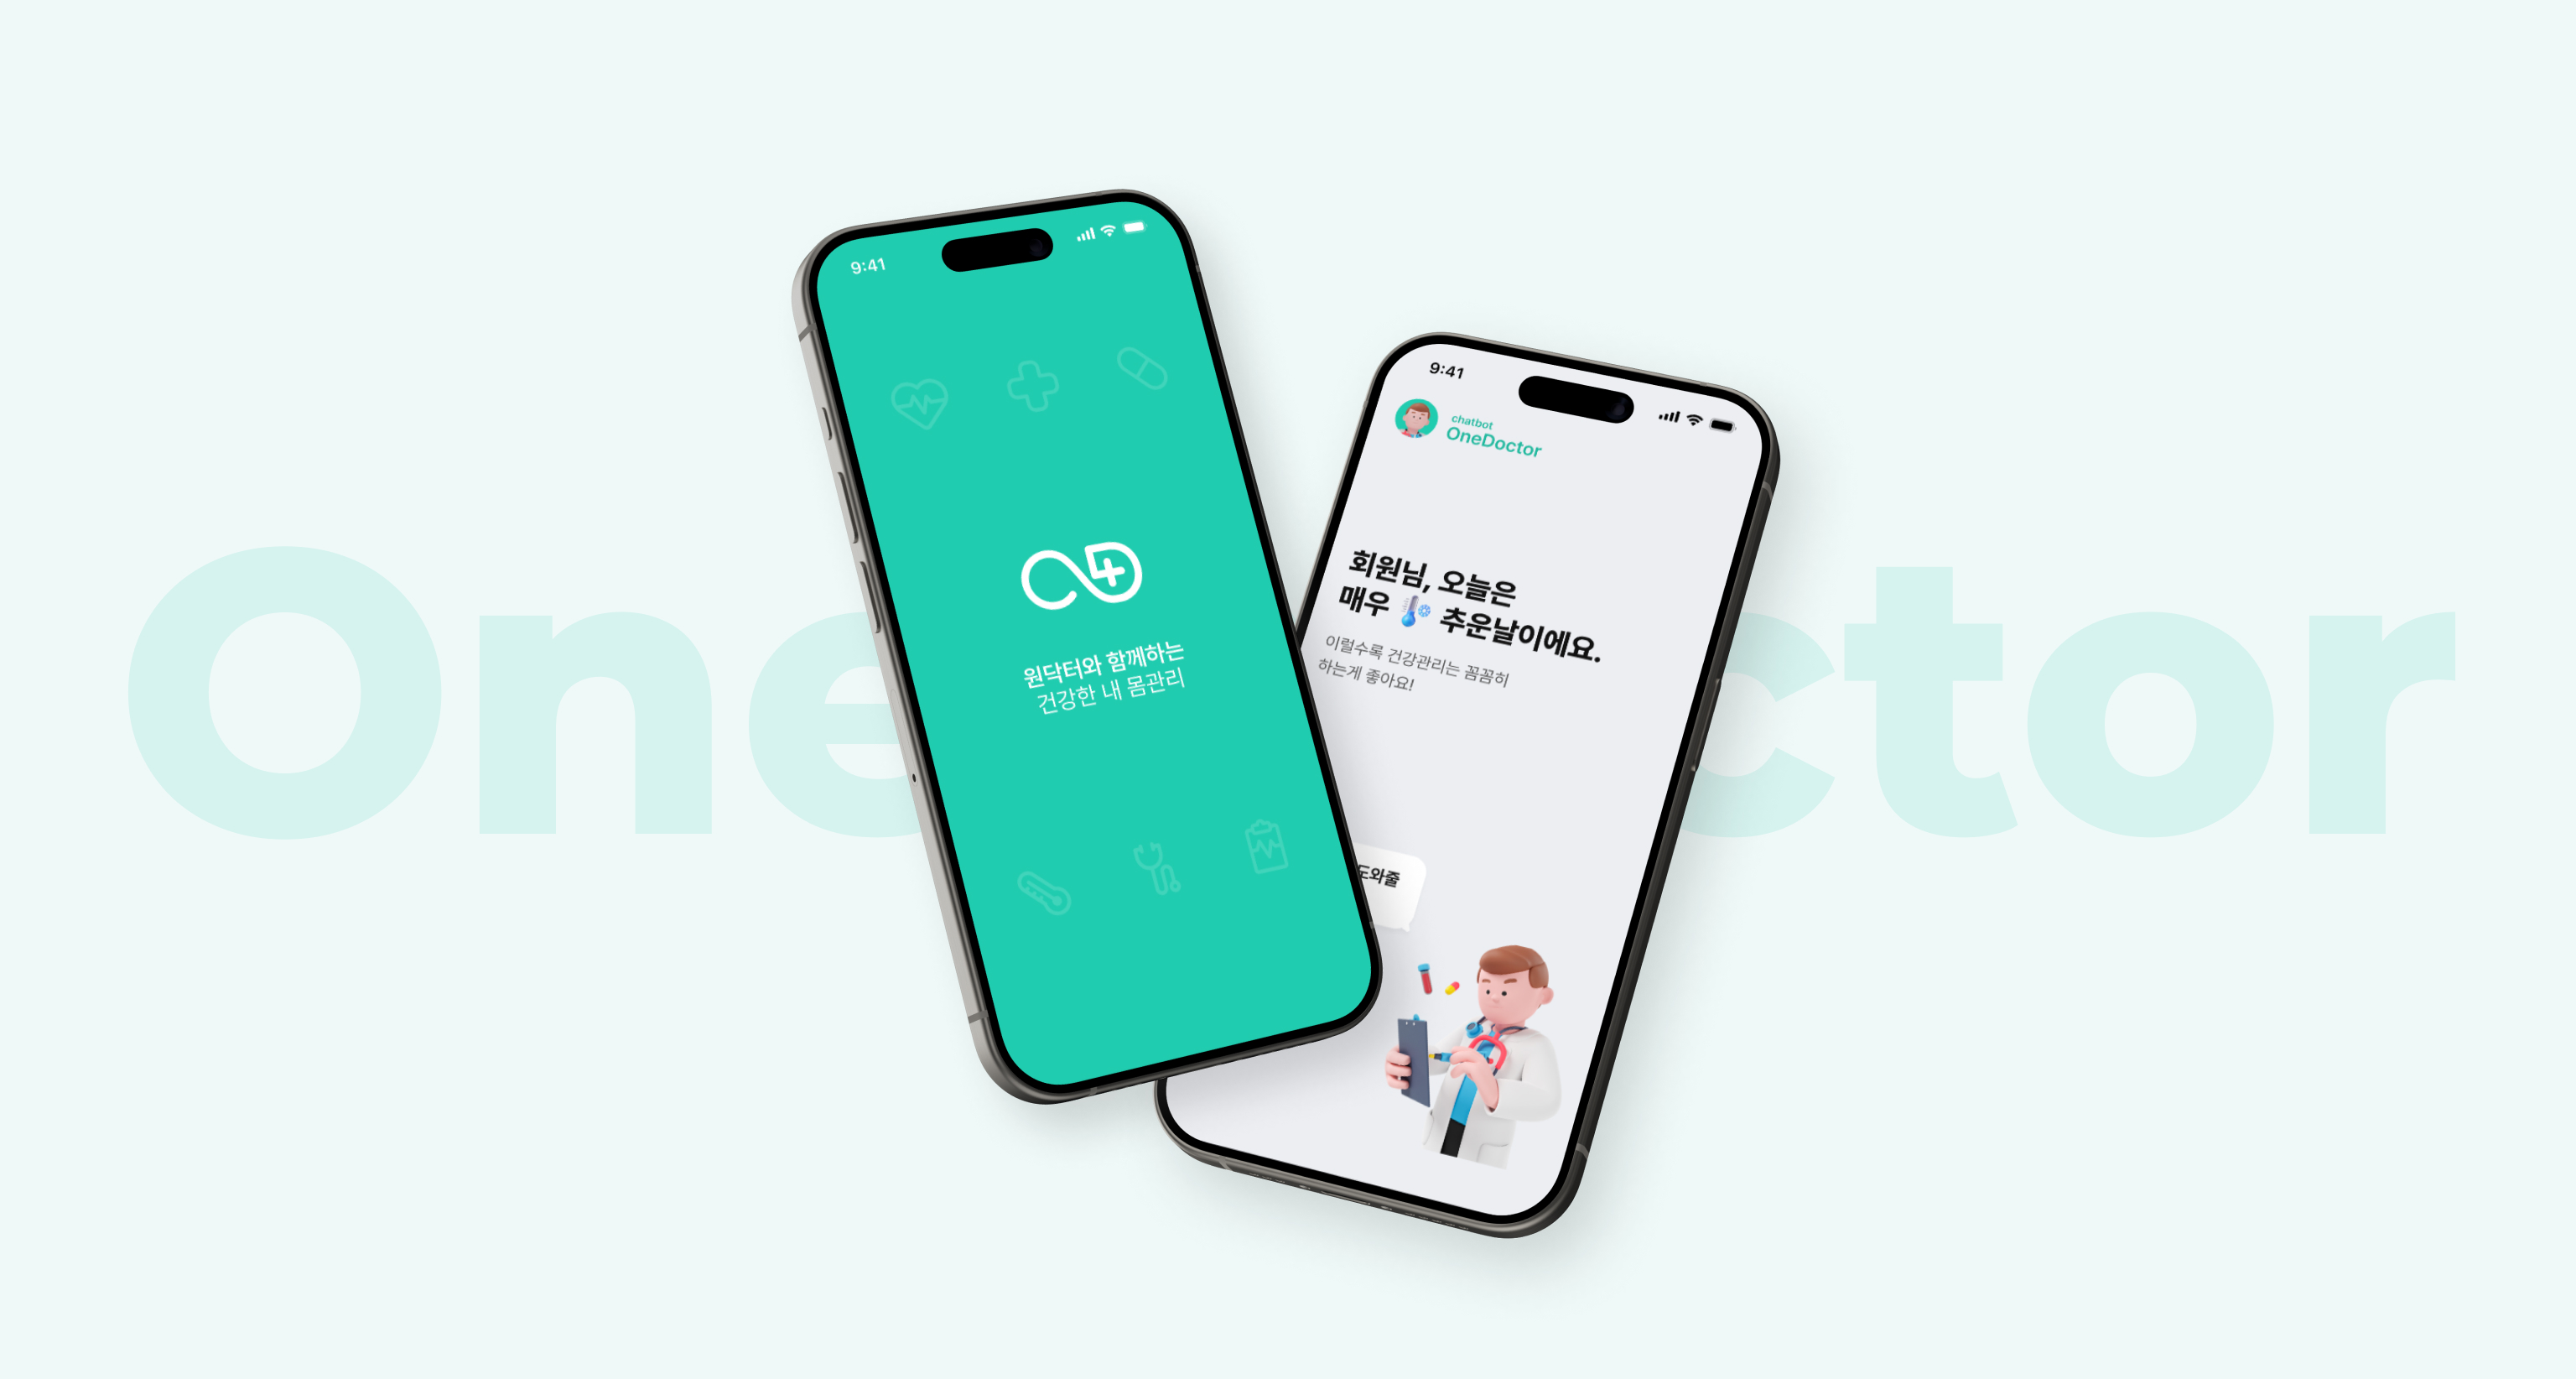 One ctor
9:41
원닥터와 함께하는
건강한 내 몸관리
9:41
chatbot
OneDoctor
회원님, 오늘은
매우 추운날이에요.
이럴수록 건강관리는 꼼꼼히
하는게 좋아요!
도와줄